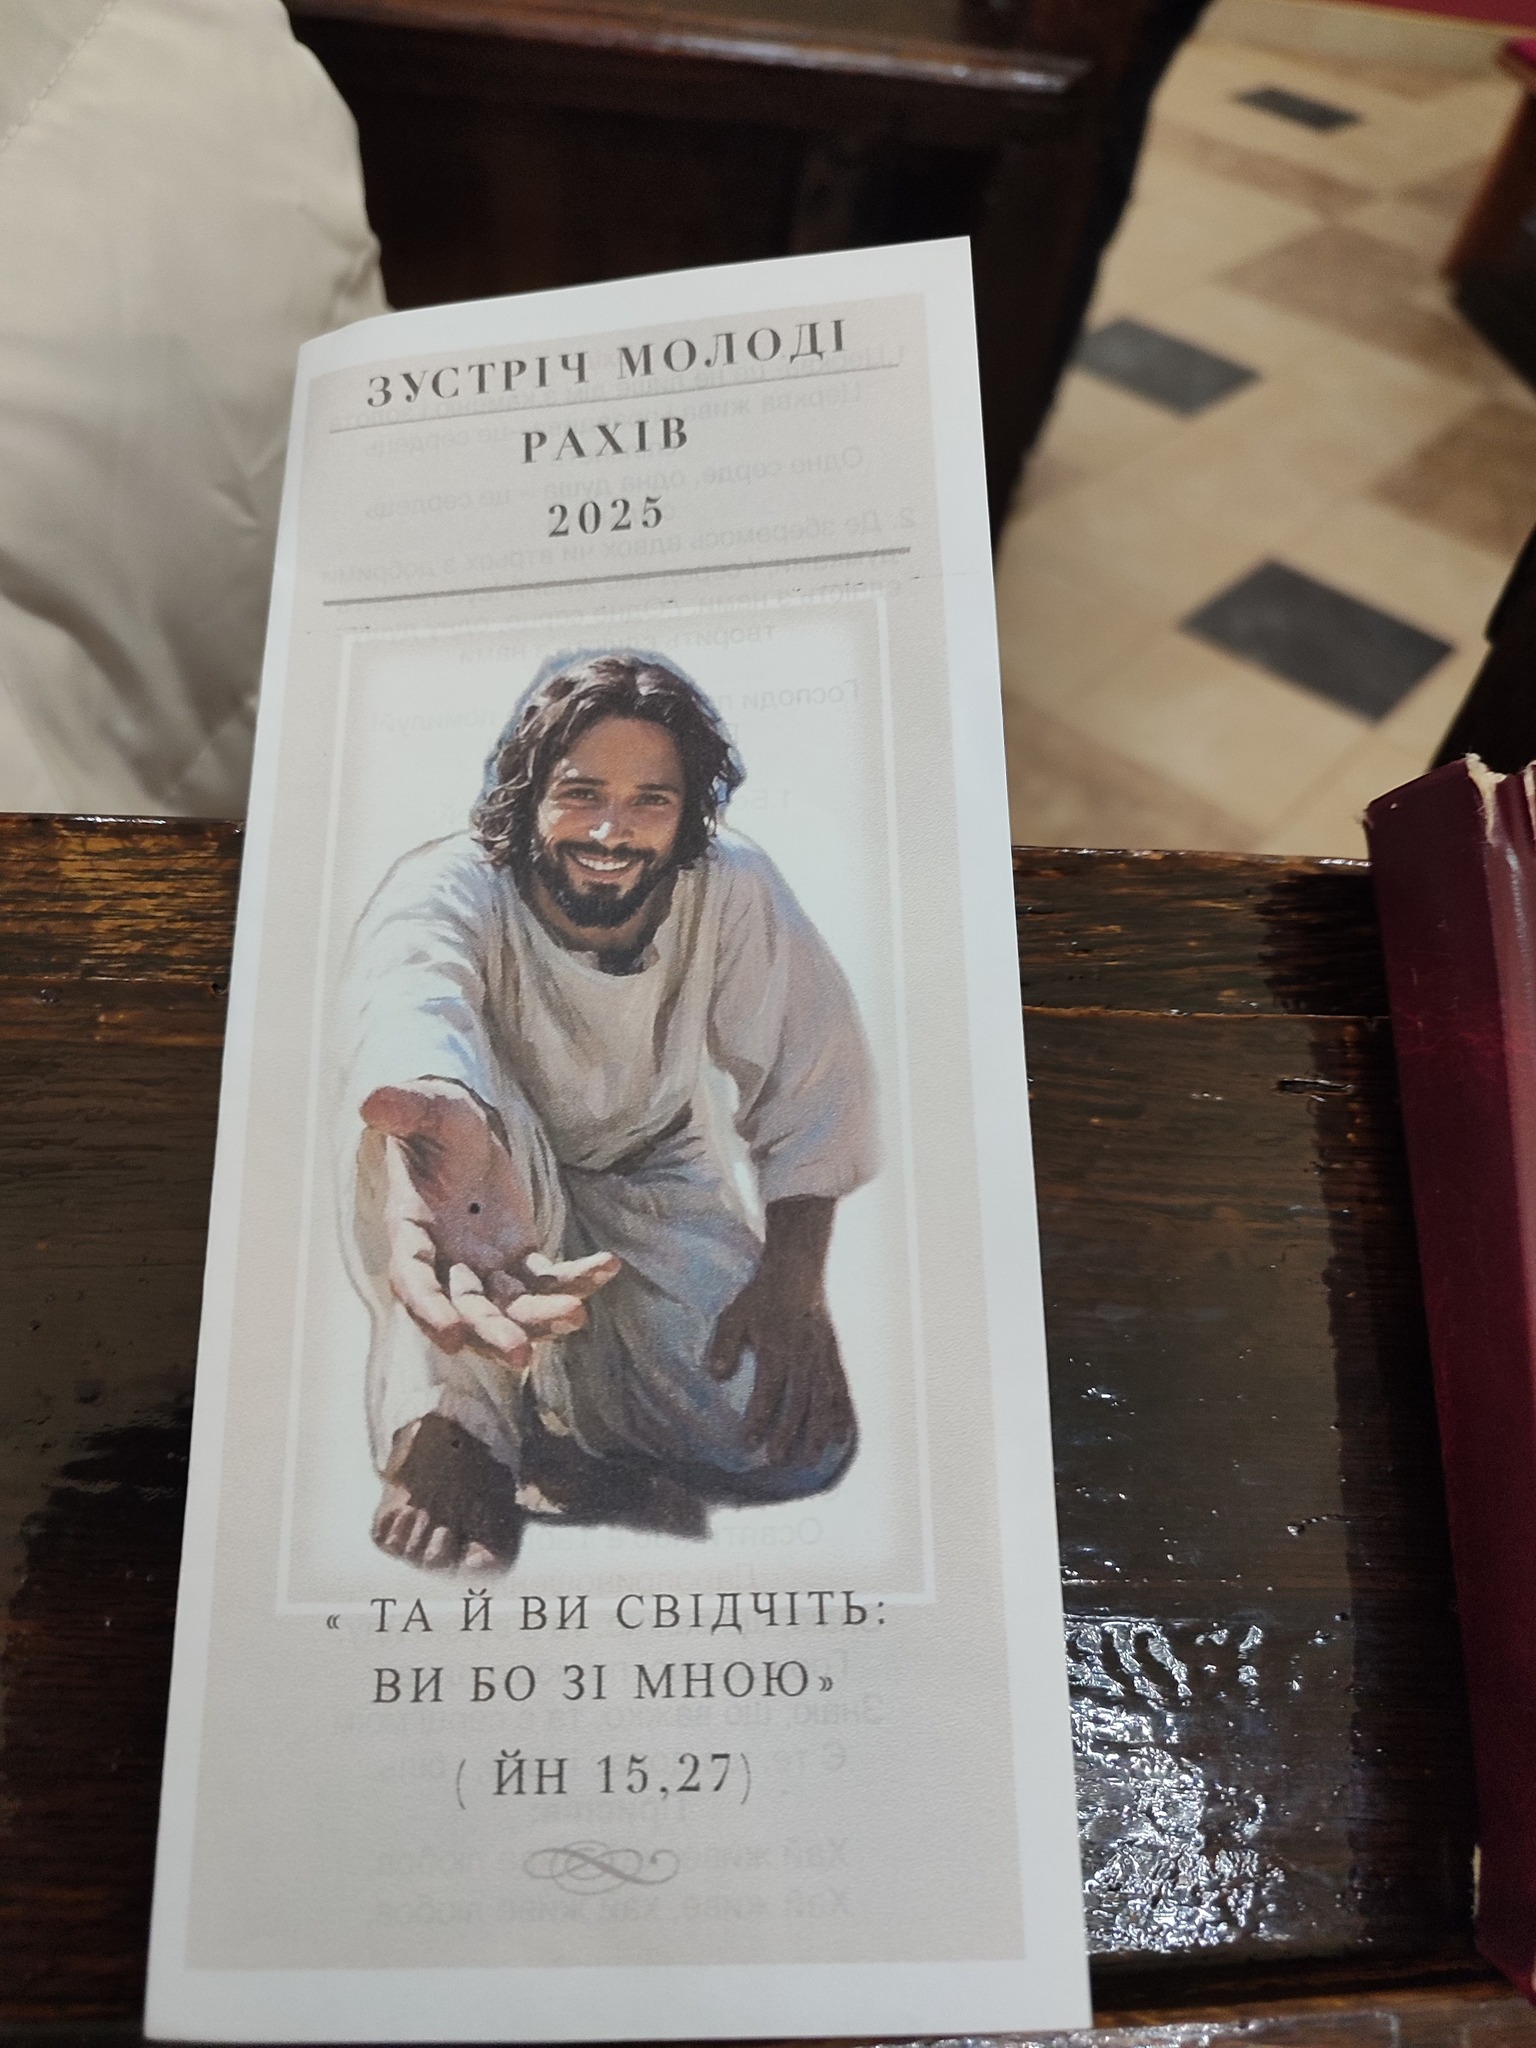 ЗУСТРІЧ МОЛОДІ
РАХІВ
2025
« ТА Й ВИ СВІДЧІТЬ:
ВИ БО ЗІ МНОЮ»
( ЙН 15,27)